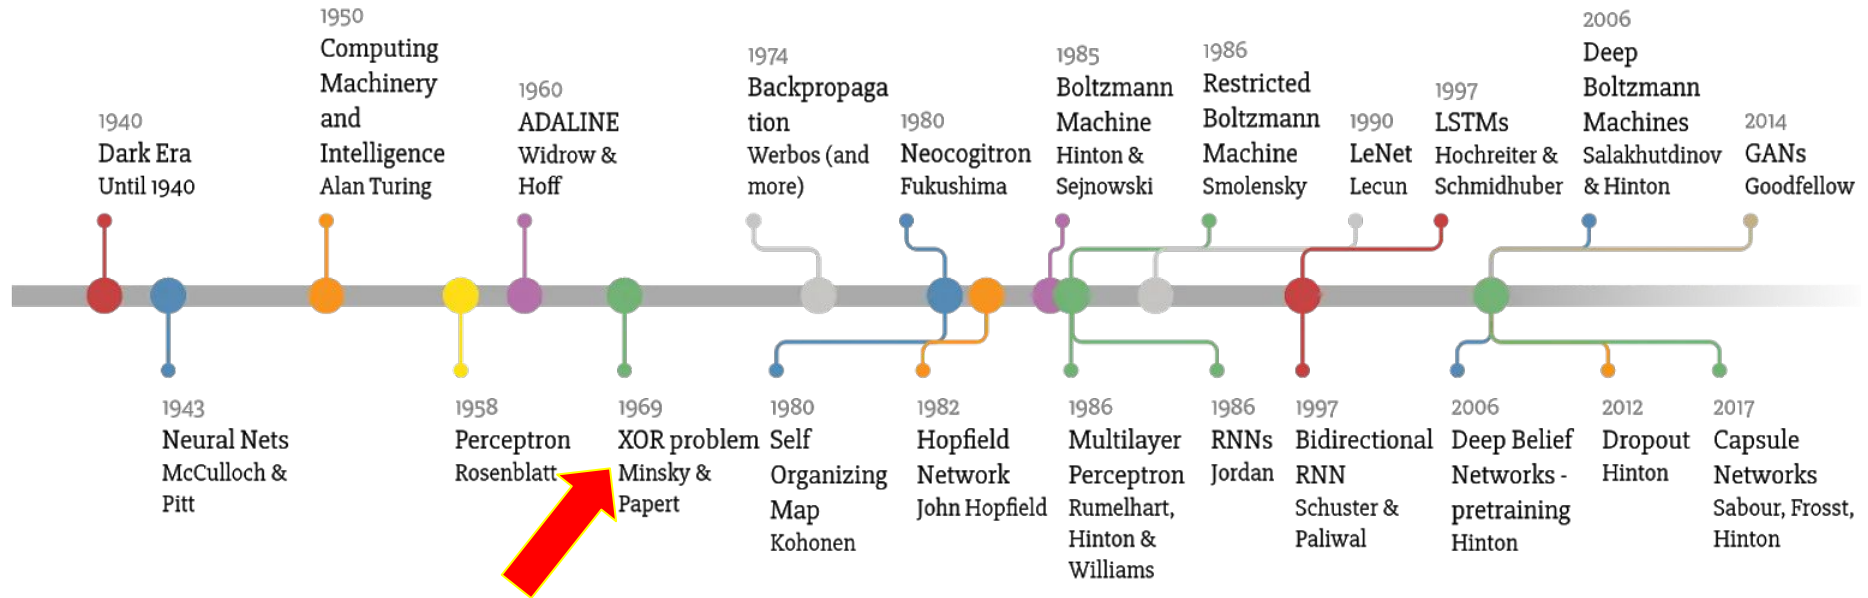 1940
Dark Era
Until 1940
1950
Computing
Machinery
and
Intelligence
Alan Turing
1960
ADALINE
Widrow &
Hoff
1974
Backpropaga
tion
Werbos (and
more)
1980
Neocogitron
Fukushima
1985
Boltzmann
Machine
Hinton &
Sejnowski
1986
Restricted
Boltzmann
Machine
Smolensky
1990
LeNet
Lecun
1997
LSTMs
Hochreiter &
Schmidhuber
2006
Deep
Boltzmann
Machines
Salakhutdinov
& Hinton
2014
GANs
Goodfellow
1943
Neural Nets
McCulloch &
Pitt
1958
Perceptron
Rosenblatt
1969
XOR problem
Minsky &
Papert
1980
Self
Organizing
Map
Kohonen
1982
Hopfield
Network
John Hopfield
1986
Multilayer
Perceptron
Rumelhart,
Hinton &
Williams
1986
RNNs
Jordan
1997
Bidirectional
RNN
Schuster &
Paliwal
2006
Deep Belief
Networks -
pretraining
Hinton
2012
Dropout
Hinton
2017
Capsule
Networks
Sabour, Frosst,
Hinton